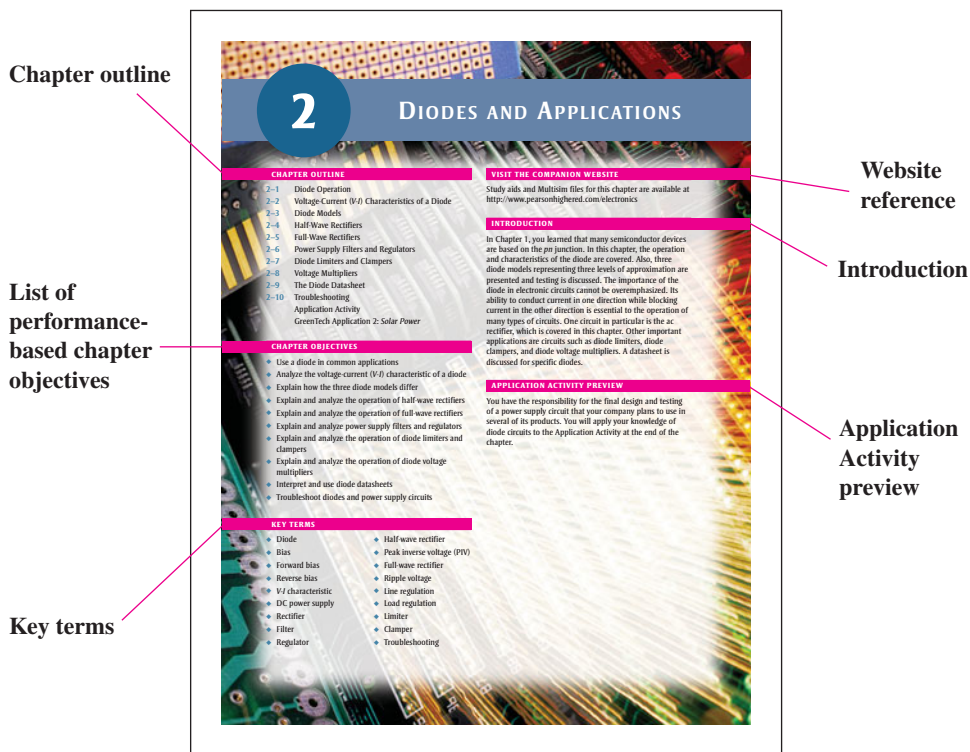 Chapter outline
List of
performance-
based chapter
objectives
Key terms
2
DIODES AND APPLICATIONS
CHAPTER OUTLINE
2–1 Diode Operation
2–2 Voltage-Current (V-I) Characteristics of a Diode
2–3 Diode Models
2–4 Half-Wave Rectifiers
2–5 Full-Wave Rectifiers
2–6 Power Supply Filters and Regulators
2–7 Diode Limiters and Clampers
2–8 Voltage Multipliers
2–9 The Diode Datasheet
2–10 Troubleshooting
Application Activity
GreenTech Application 2: Solar Power
CHAPTER OBJECTIVES
◆ Use a diode in common applications
◆ Analyze the voltage-current (V-I) characteristic of a diode
◆ Explain how the three diode models differ
◆ Explain and analyze the operation of half-wave rectifiers
◆ Explain and analyze the operation of full-wave rectifiers
◆ Explain and analyze power supply filters and regulators
◆ Explain and analyze the operation of diode limiters and
clampers
◆ Explain and analyze the operation of diode voltage
multipliers
◆ Interpret and use diode datasheets
◆ Troubleshoot diodes and power supply circuits
KEY TERMS
◆ Diode
◆ Bias
◆ Forward bias
◆ Reverse bias
◆ V-I characteristic
◆ DC power supply
◆ Rectifier
◆ Filter
◆ Regulator
◆ Half-wave rectifier
◆ Peak inverse voltage (PIV)
◆ Full-wave rectifier
◆ Ripple voltage
◆ Line regulation
◆ Load regulation
◆ Limiter
◆ Clamper
◆ Troubleshooting
VISIT THE COMPANION WEBSITE
Study aids and Multisim files for this chapter are available at
http://www.pearsonhighered.com/electronics
INTRODUCTION
In Chapter 1, you learned that many semiconductor devices
are based on the pn junction. In this chapter, the operation
and characteristics of the diode are covered. Also, three
diode models representing three levels of approximation are
presented and testing is discussed. The importance of the
diode in electronic circuits cannot be overemphasized. Its
ability to conduct current in one direction while blocking
current in the other direction is essential to the operation of
many types of circuits. One circuit in particular is the ac
rectifier, which is covered in this chapter. Other important
applications are circuits such as diode limiters, diode
clampers, and diode voltage multipliers. A datasheet is
discussed for specific diodes.
APPLICATION ACTIVITY PREVIEW
You have the responsibility for the final design and testing
of a power supply circuit that your company plans to use in
several of its products. You will apply your knowledge of
diode circuits to the Application Activity at the end of the
chapter.
Website
reference
Introduction
Application
Activity
preview